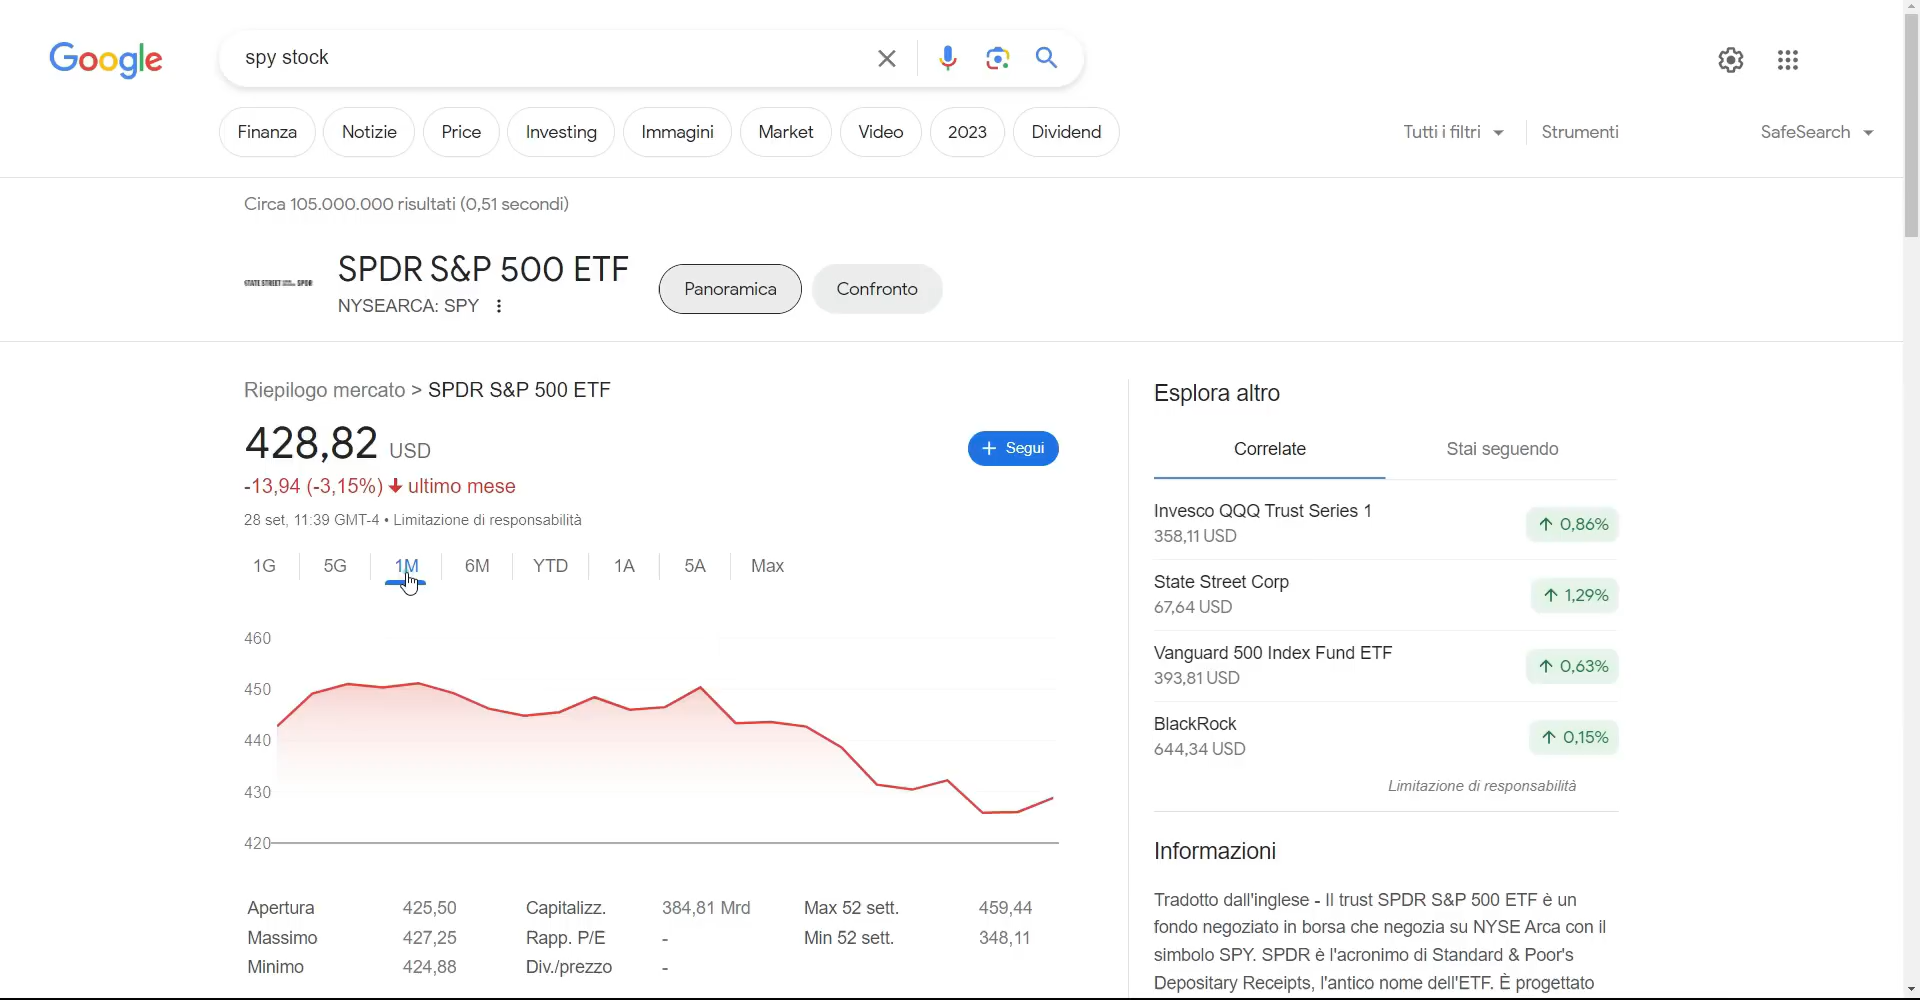 Google
spy stock
Finanza
Notizie
Price
Investing
Immagini
Market
Video
2023
Dividend
Tutti i filtri
Strumenti
SafeSearch
Circa 105.000.000 risultati (0,51 secondi)
SPDR S&P 500 ETF
NYSEARCA: SPY
Panoramica
Confronto
Riepilogo mercato > SPDR S&P 500 ETF
428,82 USD
-13,94 (-3,15%) ultimo mese
28 set, 11:39 GMT-4 • Limitazione di responsabilità
+ Segui
1G
5G
1M
6M
YTD
1A
5A
Max
460
450
440
430
420
Apertura 425,50
Massimo 427,25
Minimo 424,88
Capitalizz. 384,81 Mrd
Rapp. P/E -
Div./prezzo -
Max 52 sett. 459,44
Min 52 sett. 348,11
Esplora altro
Correlate
Stai seguendo
Invesco QQQ Trust Series 1
358,11 USD
0,86%
State Street Corp
67,64 USD
1,29%
Vanguard 500 Index Fund ETF
393,81 USD
0,63%
BlackRock
644,34 USD
0,15%
Limitazione di responsabilità
Informazioni
Tradotto dall'inglese - Il trust SPDR S&P 500 ETF è un
fondo negoziato in borsa che negozia su NYSE Arca con il
simbolo SPY. SPDR è l'acronimo di Standard & Poor's
Depositary Receipts, l'antico nome dell'ETF. È progettato